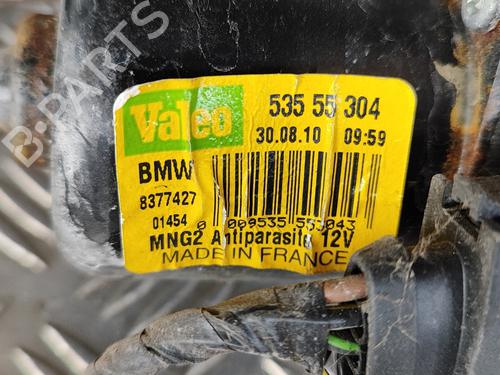 Valeo
535 55 304
30.08.10 09:59
BMW
8377427
01454
0 009535 553043
MNG2 Antiparasite 12V
MADE IN FRANCE
B-Parts